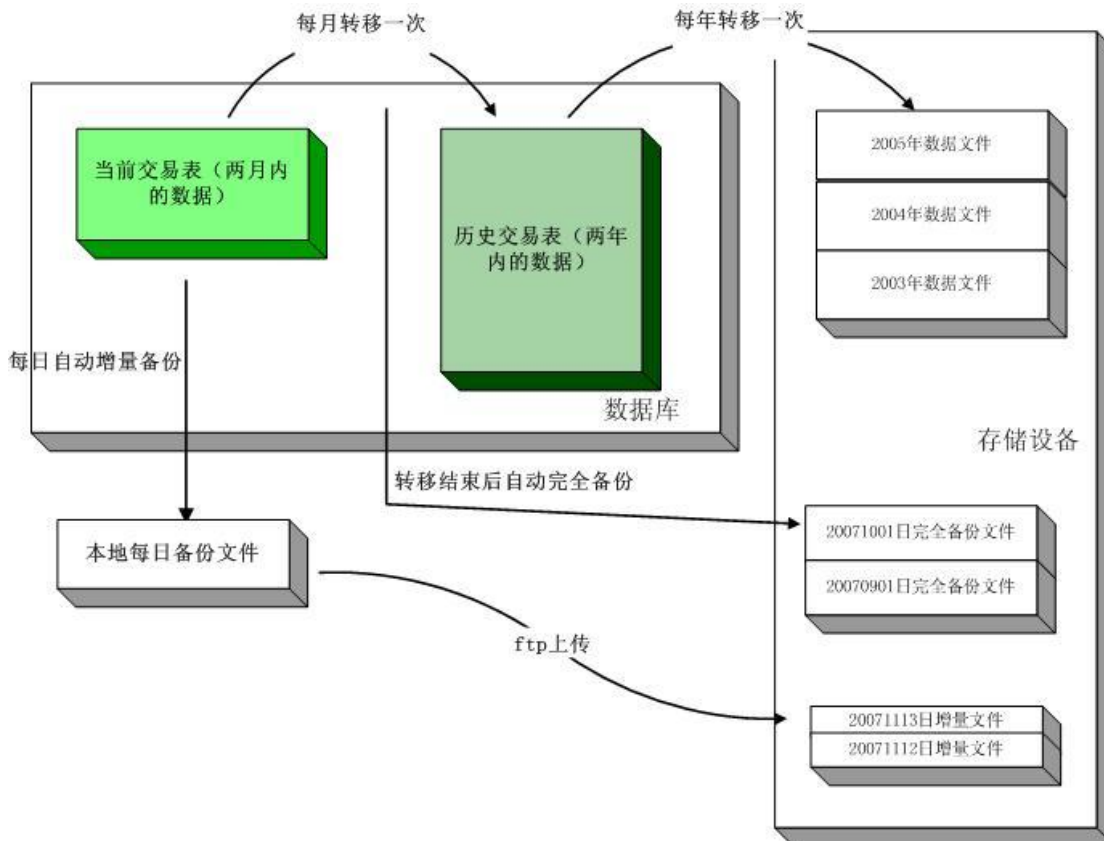 每月转移一次
每年转移一次
当前交易表（两月内
的数据）
历史交易表（两年
内的数据）
2005年数据文件
2004年数据文件
2003年数据文件
每日自动增量备份
数据库
存储设备
转移结束后自动完全备份
本地每日备份文件
20071001日完全备份文件
20070901日完全备份文件
ftp上传
20071113日增量文件
20071112日增量文件